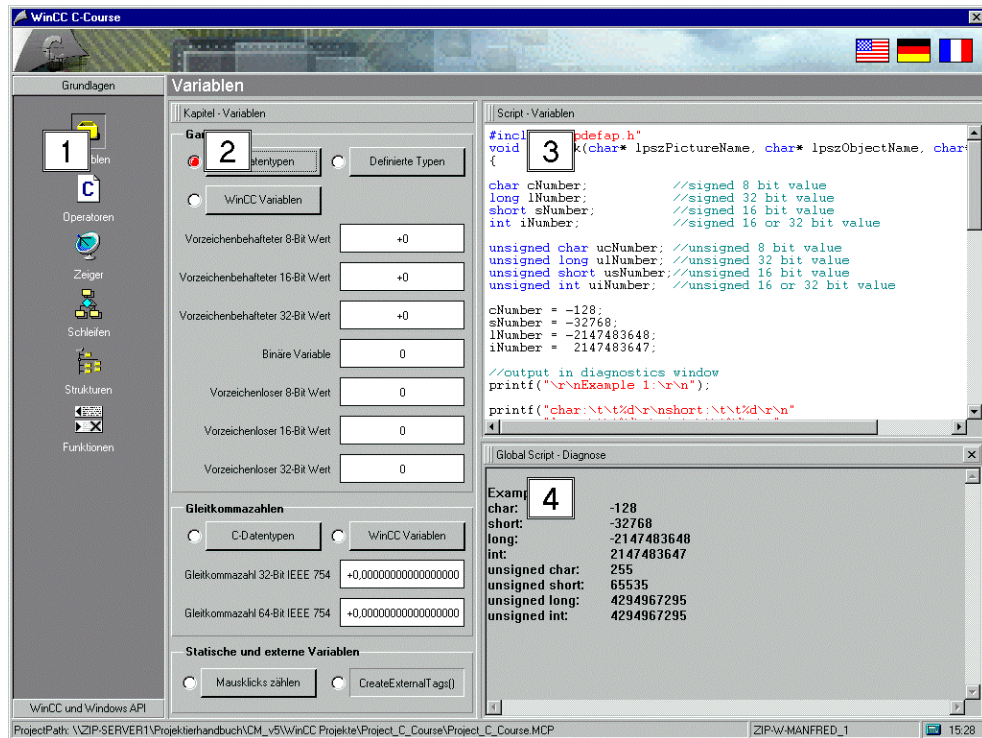 WinCC C-Course
Grundlagen
1
Operatoren
Zeiger
Schleifen
Strukturen
Funktionen
WinCC und Windows API
Variablen
Kapitel - Variablen
2
Definierte Typen
WinCC Variablen
Vorzeichenbehafteter 8-Bit Wert +0
Vorzeichenbehafteter 16-Bit Wert +0
Vorzeichenbehafteter 32-Bit Wert +0
Binäre Variable 0
Vorzeichenloser 8-Bit Wert 0
Vorzeichenloser 16-Bit Wert 0
Vorzeichenloser 32-Bit Wert 0
Gleitkommazahlen
C-Datentypen WinCC Variablen
Gleitkommazahl 32-Bit IEEE 754 +0,0000000000000000
Gleitkommazahl 64-Bit IEEE 754 +0,0000000000000000
Statische und externe Variablen
Mausklicks zählen CreateExternalTags()
Script - Variablen
3
void (char* lpszPictureName, char* lpszObjectName, char*
{
char cNumber; //signed 8 bit value
long lNumber; //signed 32 bit value
short sNumber; //signed 16 bit value
int iNumber; //signed 16 or 32 bit value
unsigned char ucNumber; //unsigned 8 bit value
unsigned long ulNumber; //unsigned 32 bit value
unsigned short usNumber;//unsigned 16 bit value
unsigned int uiNumber; //unsigned 16 or 32 bit value
cNumber = -128;
sNumber = -32768;
lNumber = -2147483648;
iNumber = 2147483647;
//output in diagnostics window
printf("\r\nExample 1:\r\n");
printf("char:\t\t%d\r\nshort:\t\t%d\r\n"
Global Script - Diagnose
4
char: -128
short: -32768
long: -2147483648
int: 2147483647
unsigned char: 255
unsigned short: 65535
unsigned long: 4294967295
unsigned int: 4294967295
ProjectPath: \\ZIP-SERVER1\Projektierhandbuch\CM_v5\WinCC Projekte\Project_C_Course\Project_C_Course.MCP ZIP-W-MANFRED_1 15:28